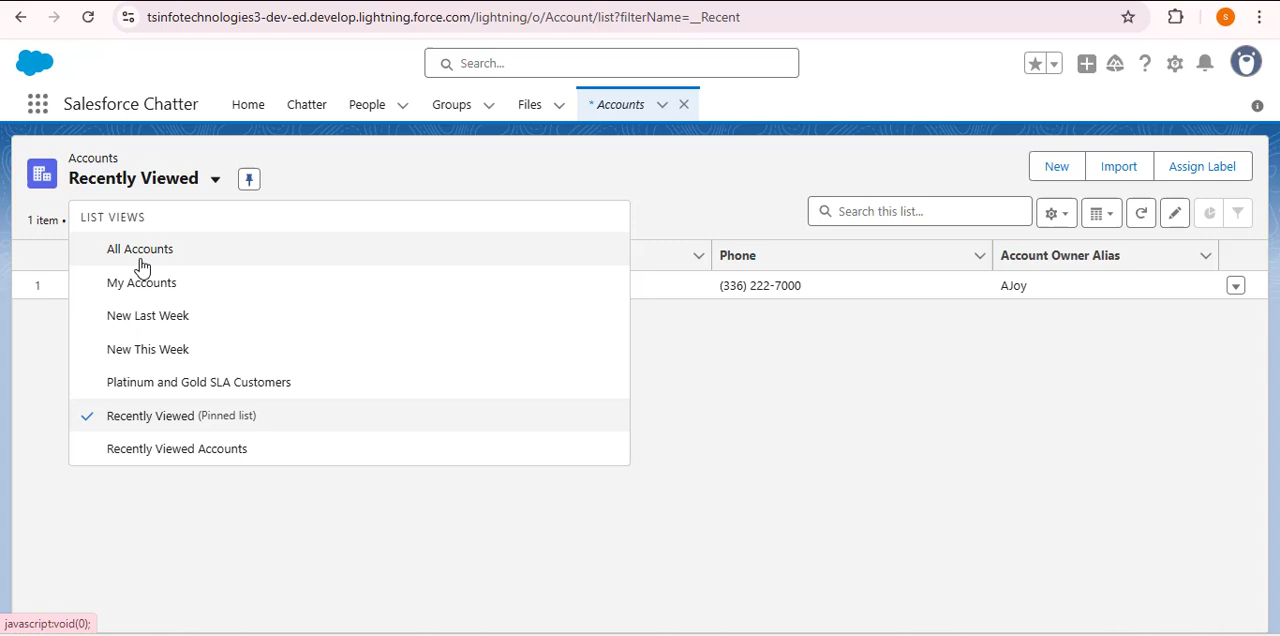 tsinfotechnologies3-dev-ed.develop.lightning.force.com/lightning/o/Account/list?filterName=__Recent
S
Search...
Salesforce Chatter Home Chatter People Groups Files * Accounts
Accounts
Recently Viewed
New Import Assign Label
1 item •
Search this list...
LIST VIEWS
All Accounts
My Accounts
New Last Week
New This Week
Platinum and Gold SLA Customers
Recently Viewed (Pinned list)
Recently Viewed Accounts
Phone Account Owner Alias
1 (336) 222-7000 AJoy
javascript:void(0);